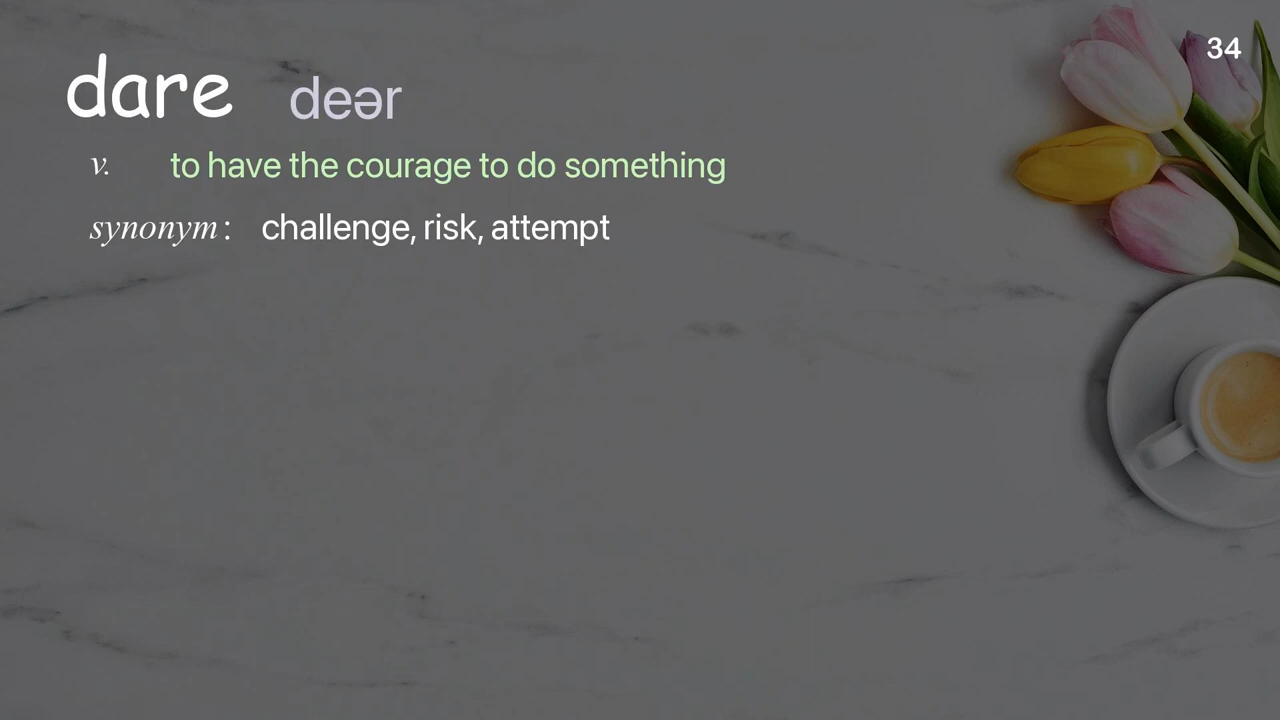 34
dare deər
v. to have the courage to do something
synonym: challenge, risk, attempt